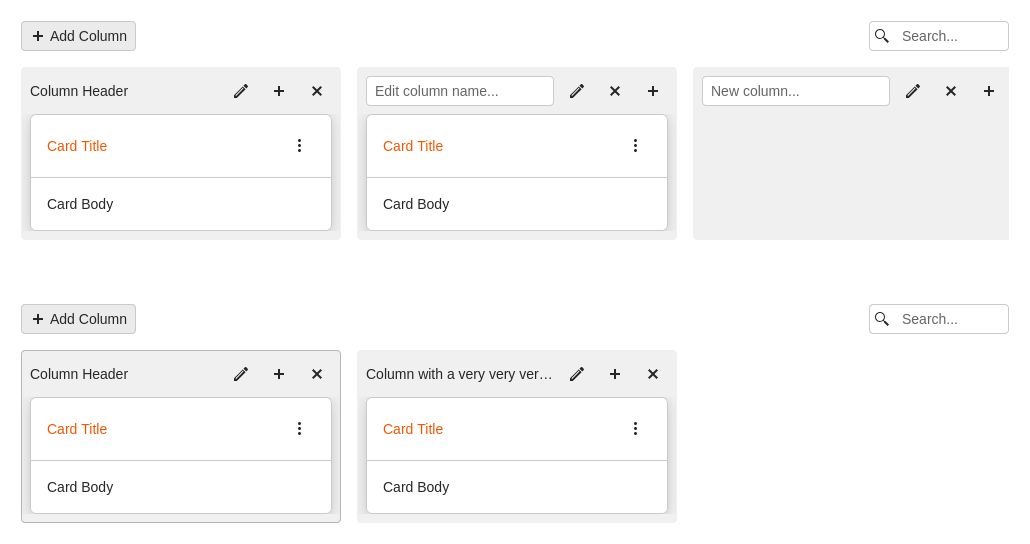 Add Column
Search...
Column Header
Edit column name...
New column...
Card Title
Card Title
Card Body
Card Body
Add Column
Search...
Column Header
Column with a very very ver...
Card Title
Card Title
Card Body
Card Body